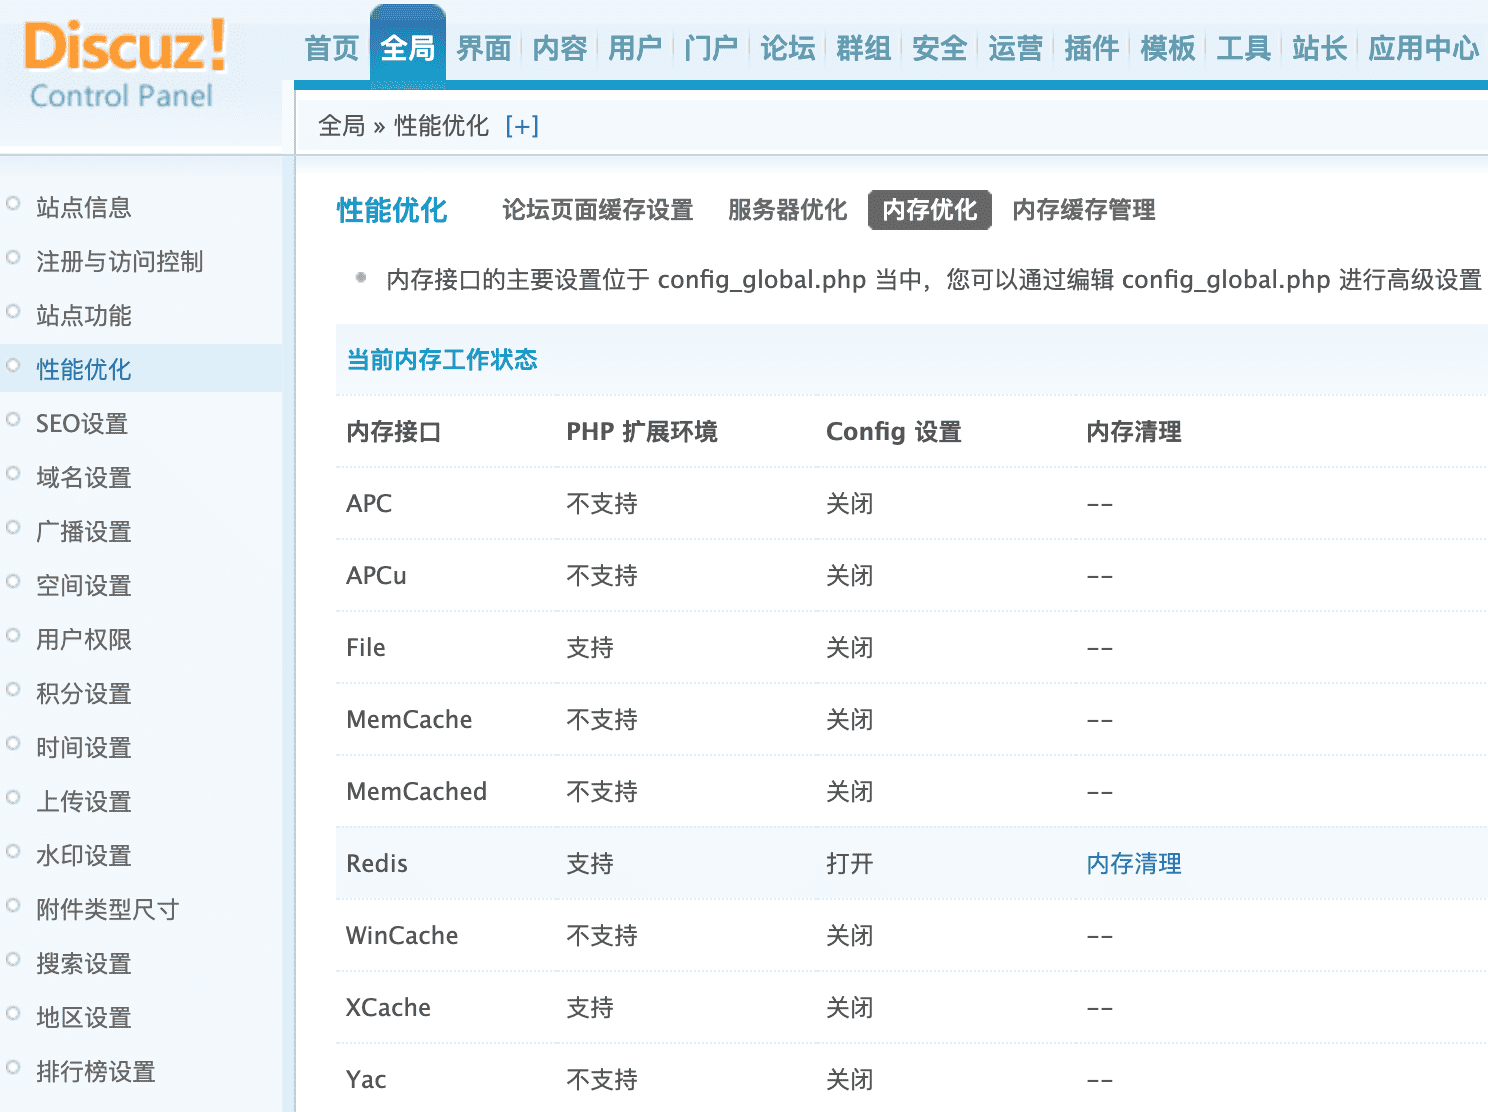 Discuz!
Control Panel
首页 全局 界面 内容 用户 门户 论坛 群组 安全 运营 插件 模板 工具 站长 应用中心
全局 » 性能优化 [+]
站点信息
注册与访问控制
站点功能
性能优化
SEO设置
域名设置
广播设置
空间设置
用户权限
积分设置
时间设置
上传设置
水印设置
附件类型尺寸
搜索设置
地区设置
排行榜设置
性能优化 论坛页面缓存设置 服务器优化 内存优化 内存缓存管理
内存接口的主要设置位于 config_global.php 当中，您可以通过编辑 config_global.php 进行高级设置
当前内存工作状态
内存接口 PHP 扩展环境 Config 设置 内存清理
APC 不支持 关闭 --
APCu 不支持 关闭 --
File 支持 关闭 --
MemCache 不支持 关闭 --
MemCached 不支持 关闭 --
Redis 支持 打开 内存清理
WinCache 不支持 关闭 --
XCache 支持 关闭 --
Yac 不支持 关闭 --